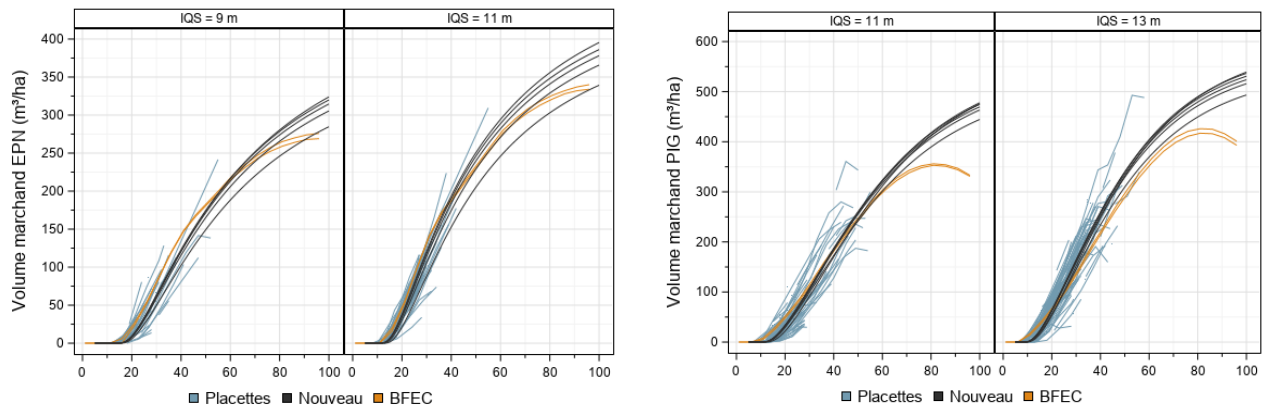 IQS = 9 m
IQS = 11 m
Volume marchand EPN (m³/ha)
400
350
300
250
200
150
100
50
0
0 20 40 60 80 100
0 20 40 60 80 100
Placettes Nouveau BFEC
IQS = 11 m
IQS = 13 m
Volume marchand PIG (m³/ha)
600
500
400
300
200
100
0
0 20 40 60 80 100
0 20 40 60 80 100
Placettes Nouveau BFEC